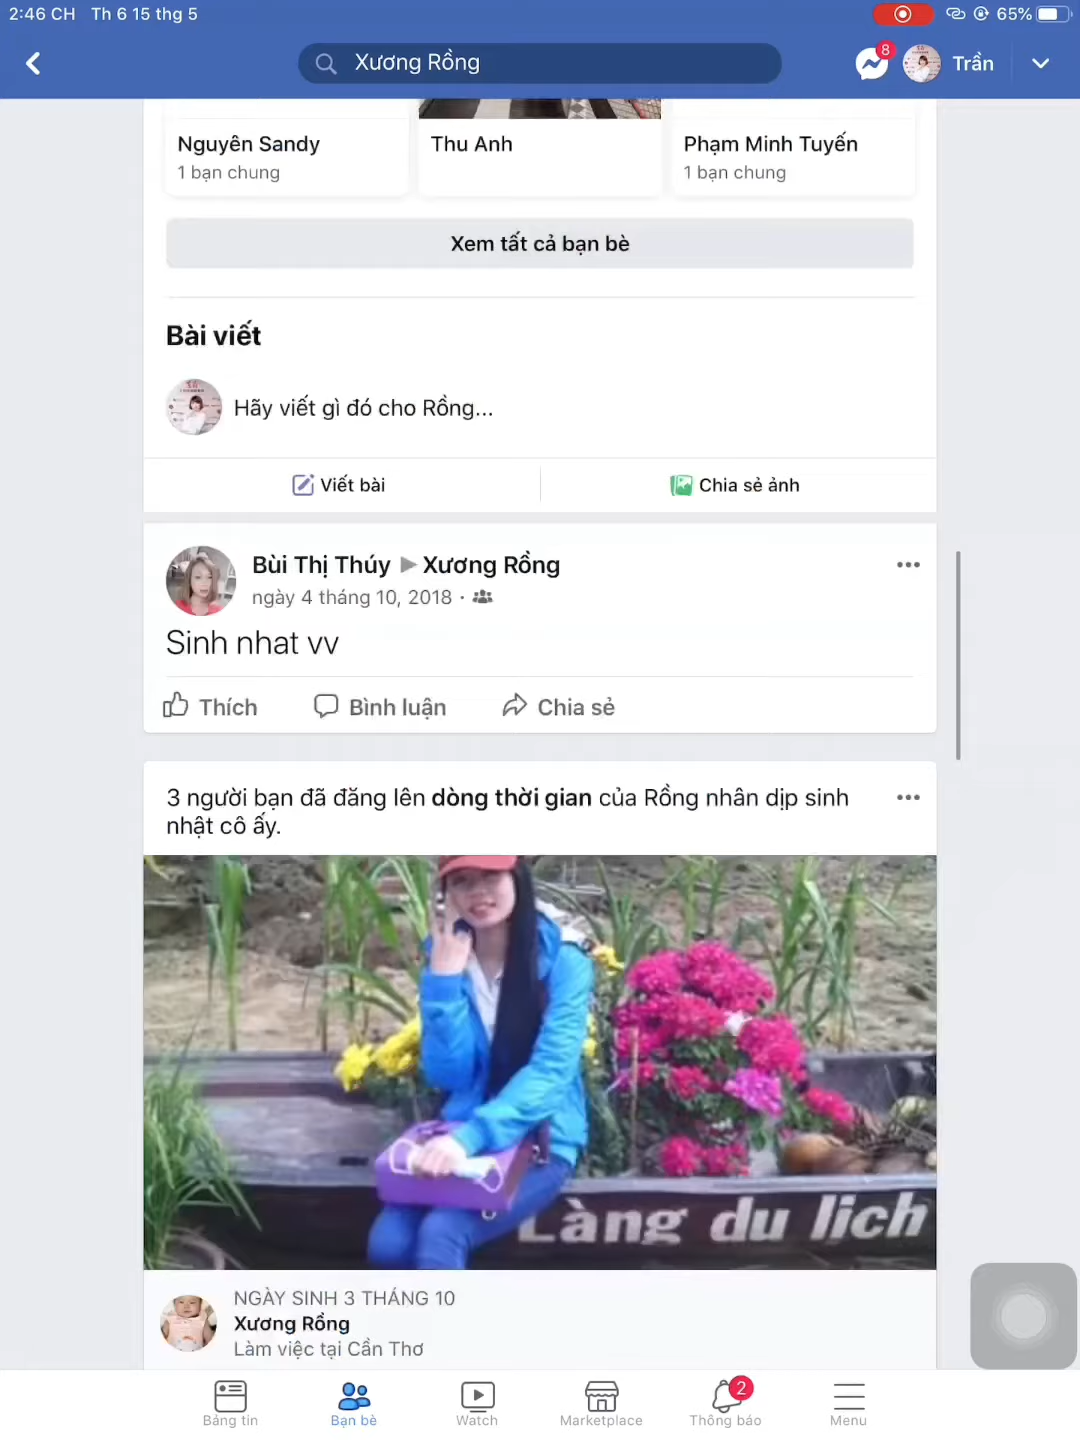 2:46 CH Th 6 15 thg 5
65%
Xương Rồng
8
Trần
Nguyên Sandy
1 bạn chung
Thu Anh
Phạm Minh Tuyến
1 bạn chung
Xem tất cả bạn bè
Bài viết
Hãy viết gì đó cho Rồng...
Viết bài
Chia sẻ ảnh
Bùi Thị Thúy ▶ Xương Rồng
ngày 4 tháng 10, 2018 ·
Sinh nhat vv
Thích
Bình luận
Chia sẻ
3 người bạn đã đăng lên dòng thời gian của Rồng nhân dịp sinh
nhật cô ấy.
Làng du lịch
NGÀY SINH 3 THÁNG 10
Xương Rồng
Làm việc tại Cần Thơ
2
Bảng tin
Bạn bè
Watch
Marketplace
Thông báo
Menu